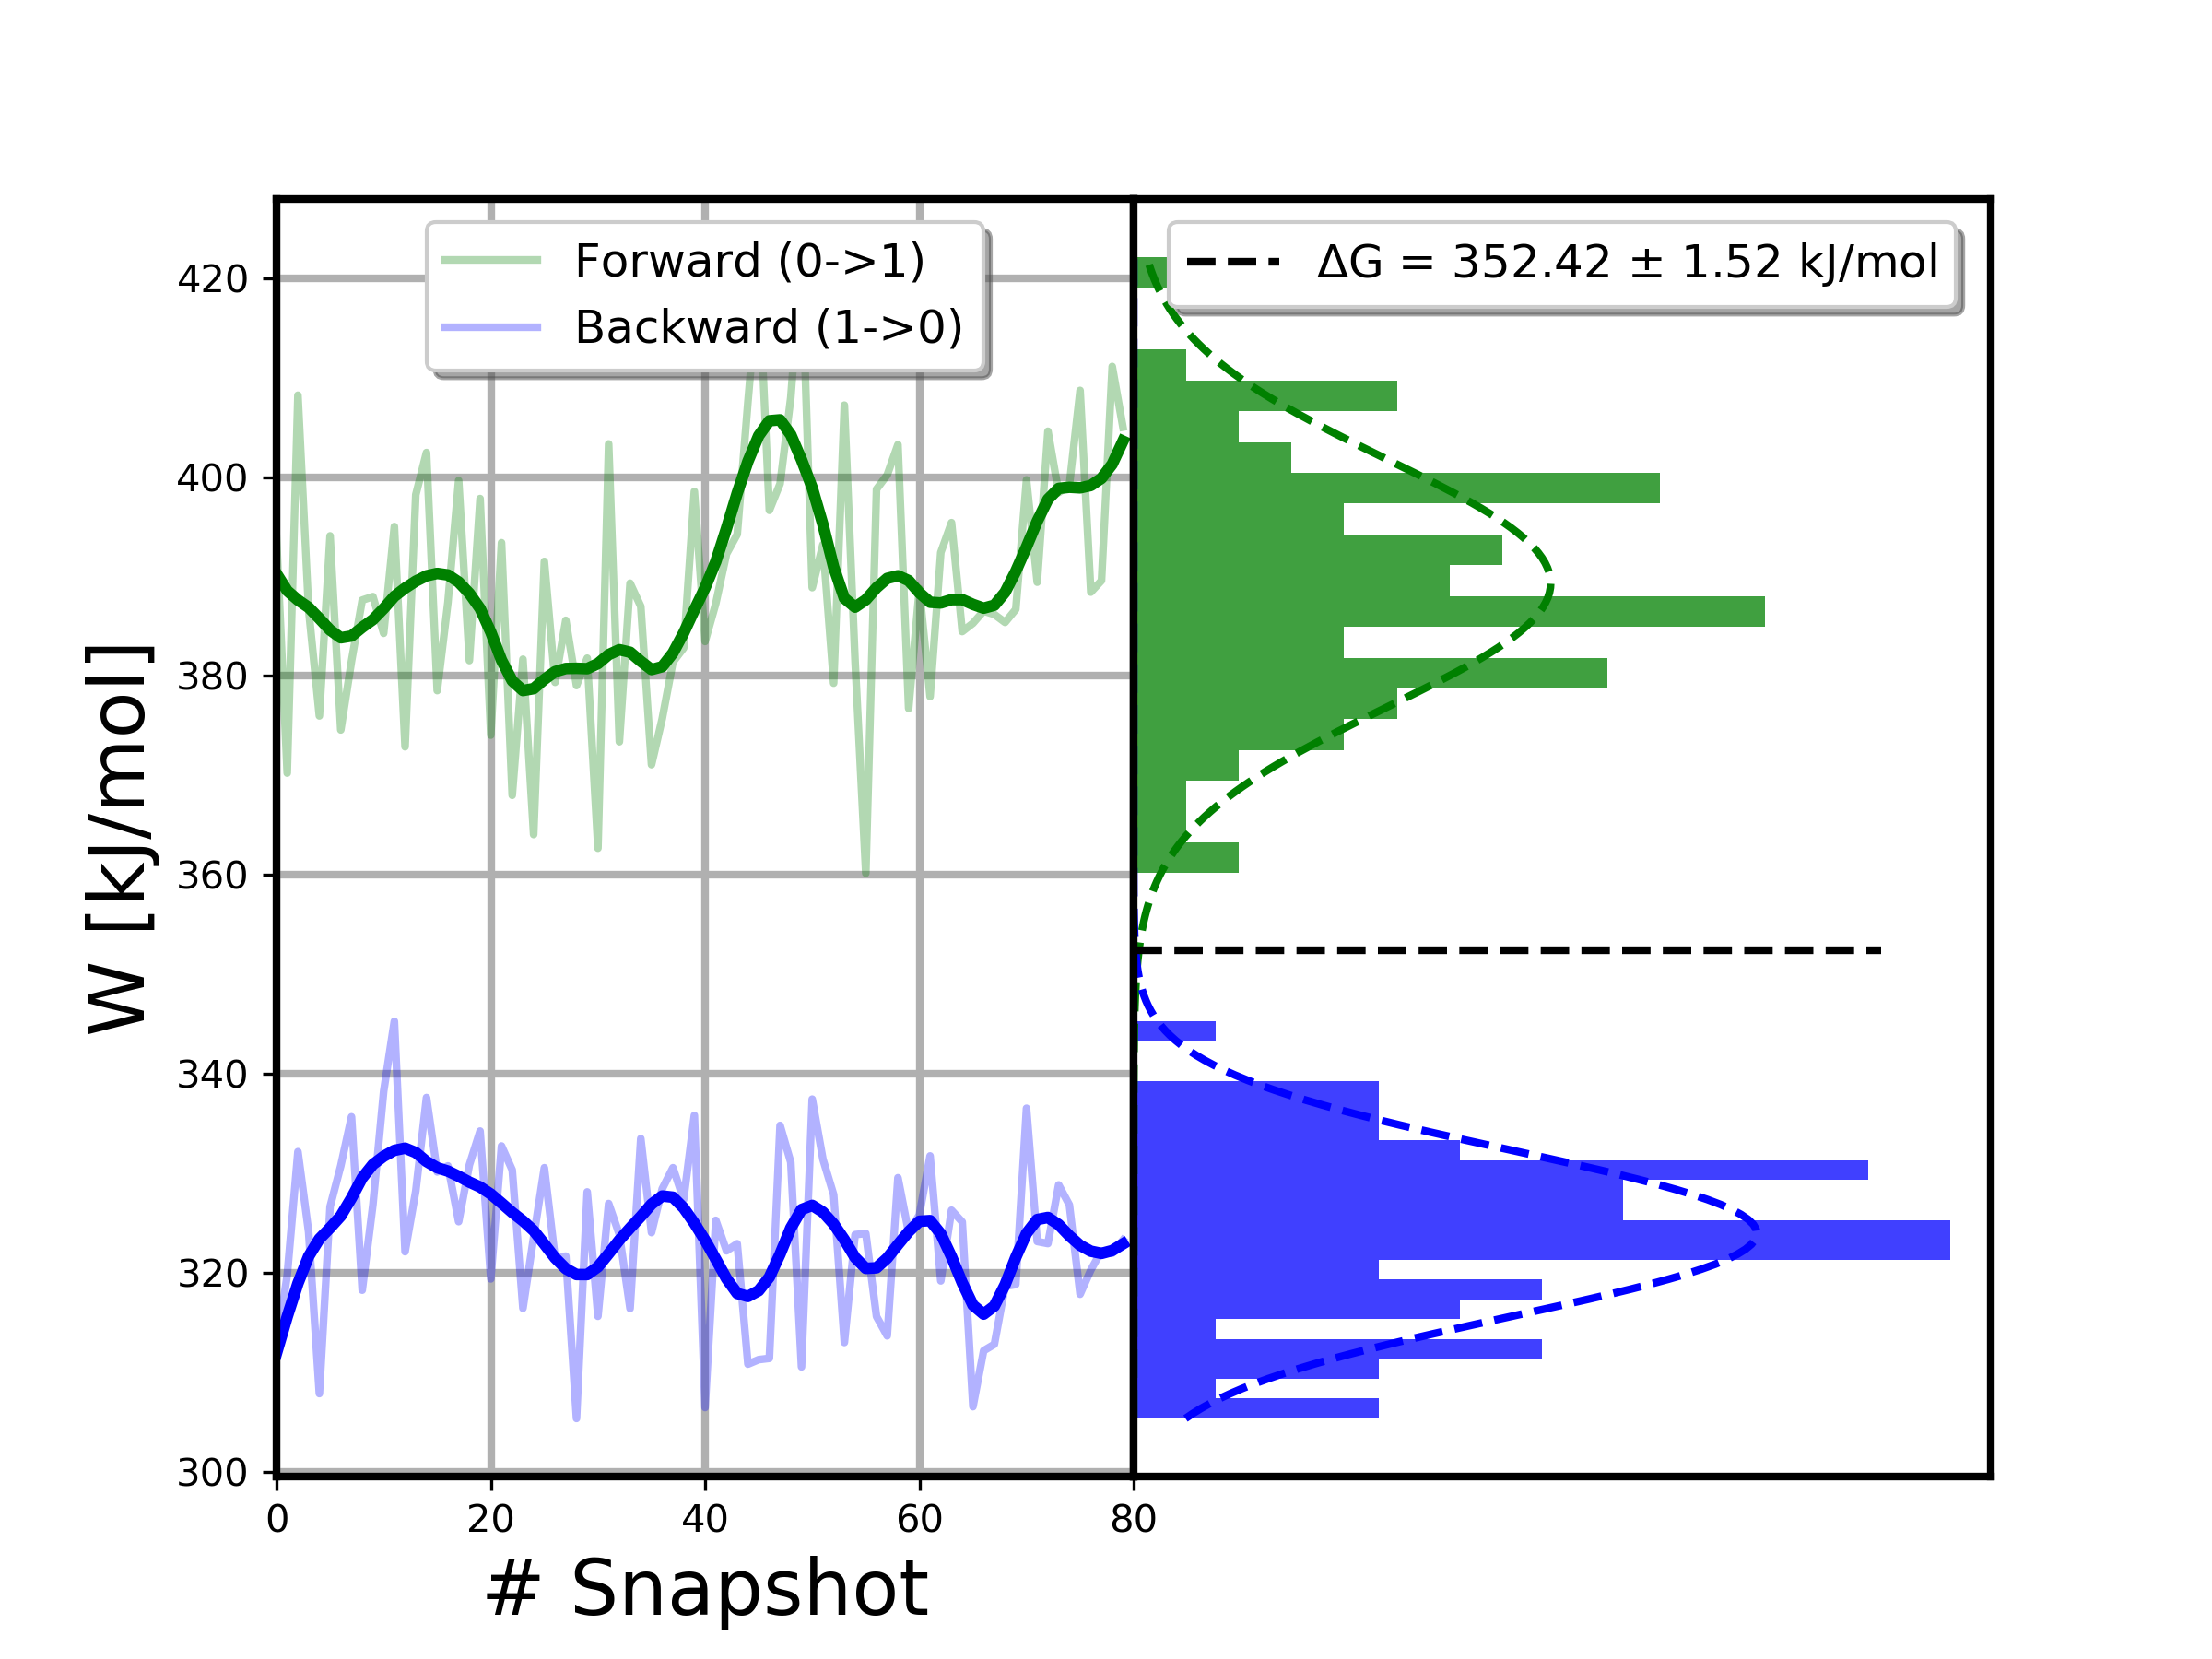 Forward (0->1)
Backward (1->0)
ΔG = 352.42 ± 1.52 kJ/mol
W [kJ/mol]
420
400
380
360
340
320
300
0 20 40 60 80
# Snapshot